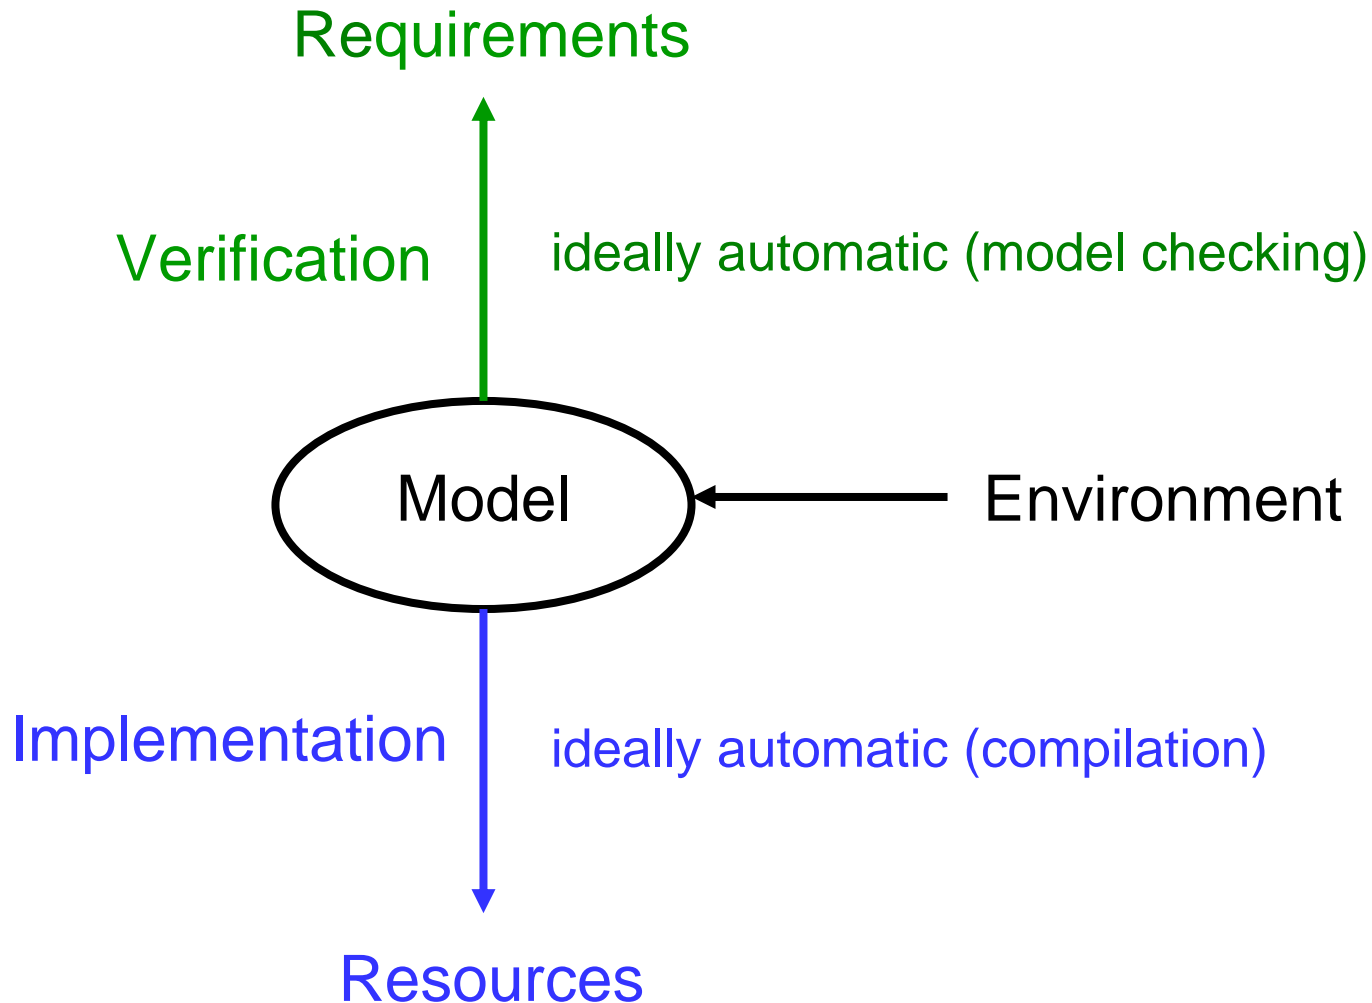 Requirements
Verification
ideally automatic (model checking)
Model
Environment
Implementation
ideally automatic (compilation)
Resources